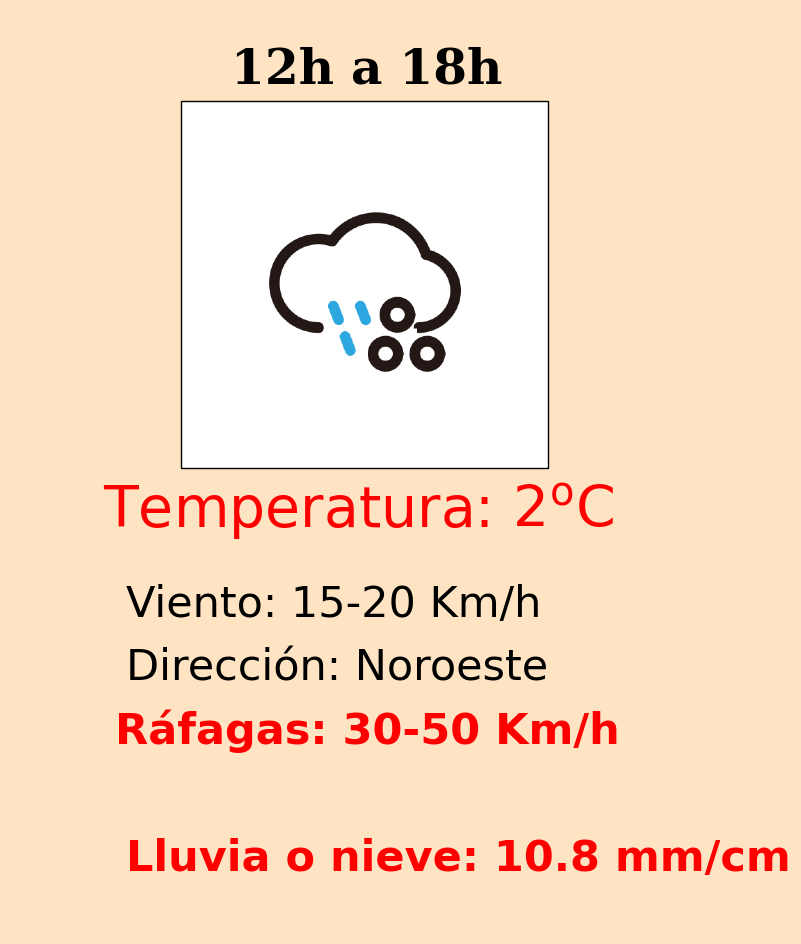 12h a 18h
Temperatura: 2ºC
Viento: 15-20 Km/h
Dirección: Noroeste
Ráfagas: 30-50 Km/h
Lluvia o nieve: 10.8 mm/cm